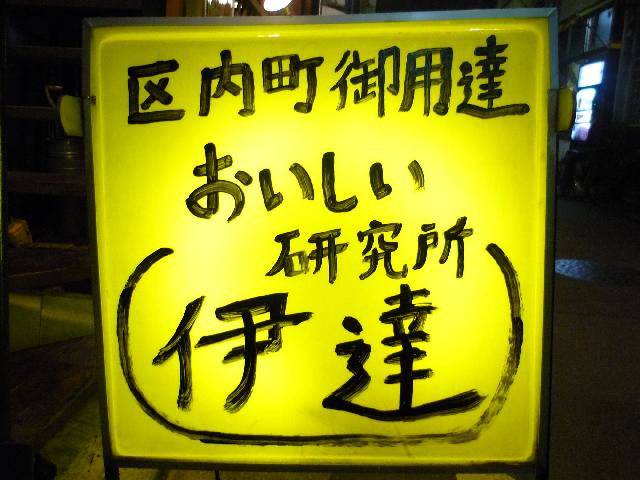 区内町御用達
おいしい
研究所
伊達